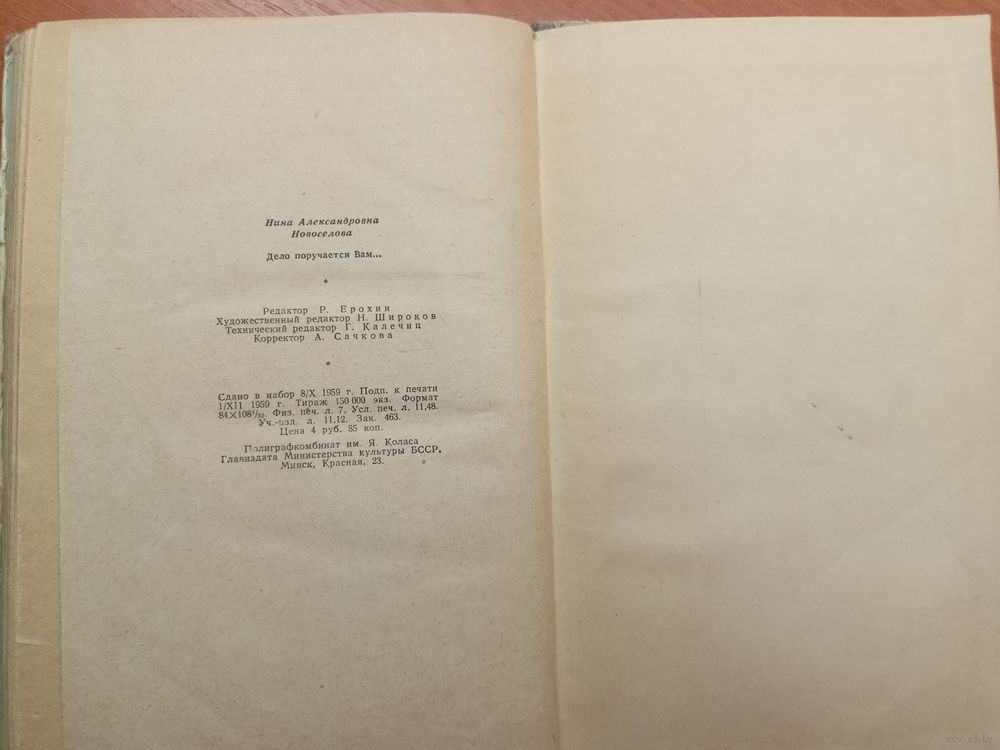 Нина Александровна
Новоселова
Дело поручается Вам...
*
Редактор Р. Ерохин
Художественный редактор Н. Широков
Технический редактор Г. Калечиц
Корректор А. Сачкова
*
Сдано в набор 8/X 1959 г. Подп. к печати
1/XII 1959 г. Тираж 150 000 экз. Формат
84×108¹/₃₂. Физ. печ. л. 7. Усл. печ. л. 11,48.
Уч.-изд. л. 11,12. Зак. 463.
Цена 4 руб. 85 коп.
Полиграфкомбинат им. Я. Коласа
Главиздата Министерства культуры БССР,
Минск, Красная, 23.
www.ay.by